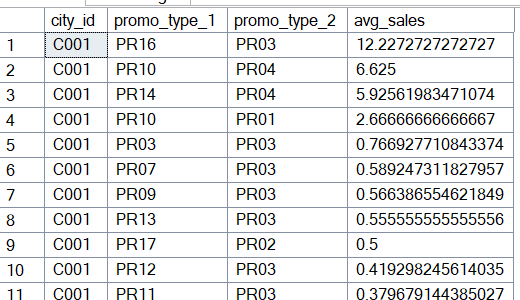 city_id promo_type_1 promo_type_2 avg_sales
1 C001 PR16 PR03 12.2272727272727
2 C001 PR10 PR04 6.625
3 C001 PR14 PR04 5.92561983471074
4 C001 PR10 PR01 2.66666666666667
5 C001 PR03 PR03 0.766927710843374
6 C001 PR07 PR03 0.589247311827957
7 C001 PR09 PR03 0.566386554621849
8 C001 PR13 PR03 0.555555555555556
9 C001 PR17 PR02 0.5
10 C001 PR12 PR03 0.419298245614035
11 C001 PR11 PR03 0.379679144385027